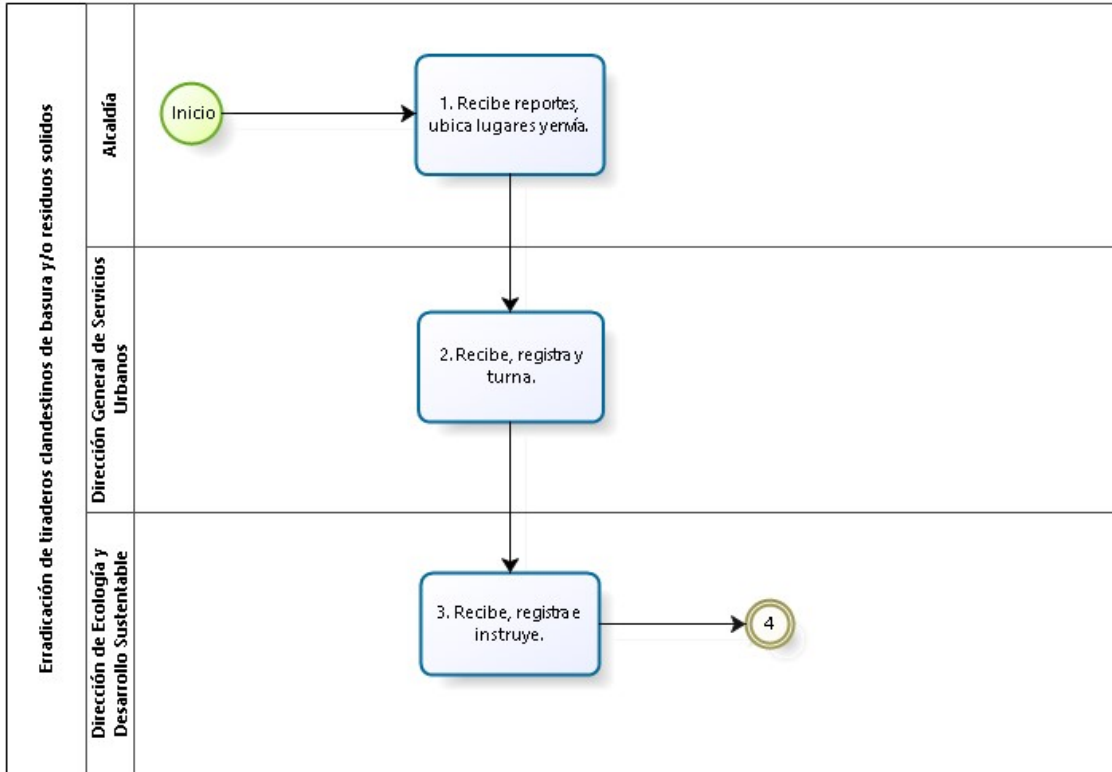 Erradicación de tiraderos clandestinos de basura y/o residuos solidos
Alcaldía
Inicio
1. Recibe reportes,
ubica lugares y envía.
Dirección General de Servicios
Urbanos
2. Recibe, registra y
turna.
Dirección de Ecología y
Desarrollo Sustentable
3. Recibe, registra e
instruye.
4